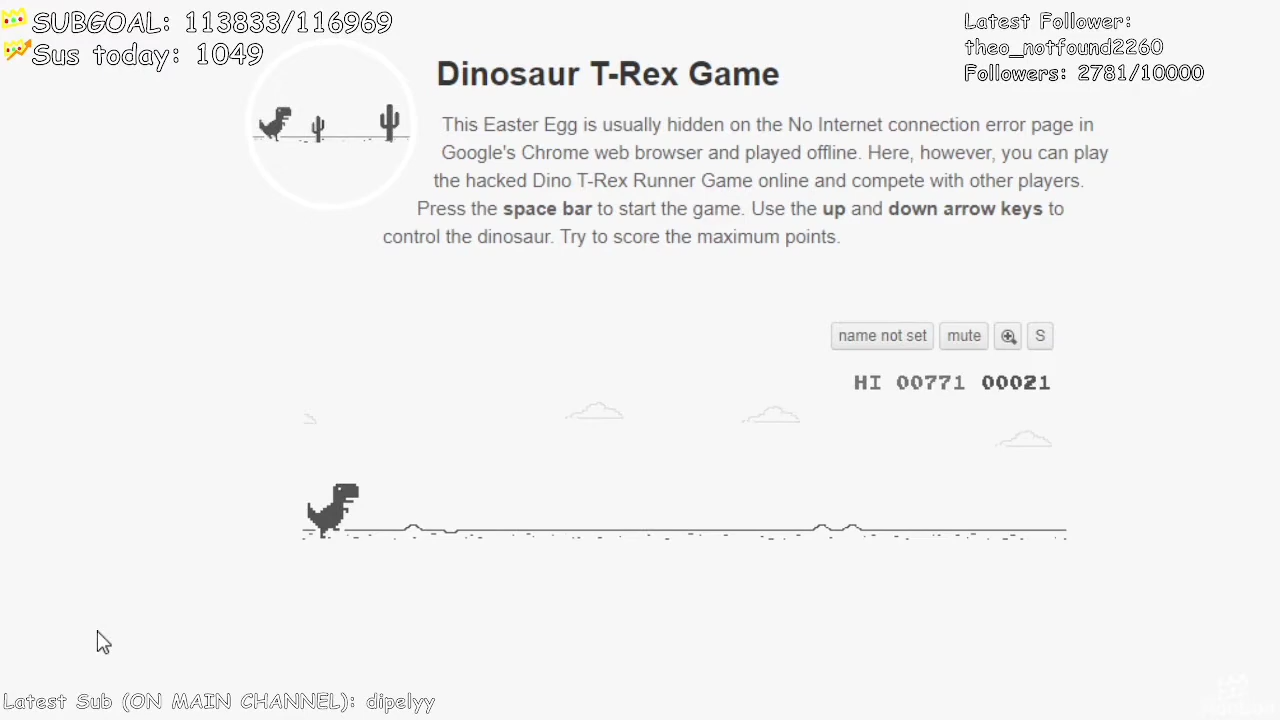 SUBGOAL: 113833/116969
Sus today: 1049
Latest Follower:
theo_notfound2260
Followers: 2781/10000
Dinosaur T-Rex Game
This Easter Egg is usually hidden on the No Internet connection error page in
Google's Chrome web browser and played offline. Here, however, you can play
the hacked Dino T-Rex Runner Game online and compete with other players.
Press the space bar to start the game. Use the up and down arrow keys to
control the dinosaur. Try to score the maximum points.
name not set mute S
HI 00771 00021
Latest Sub (ON MAIN CHANNEL): dipelyy